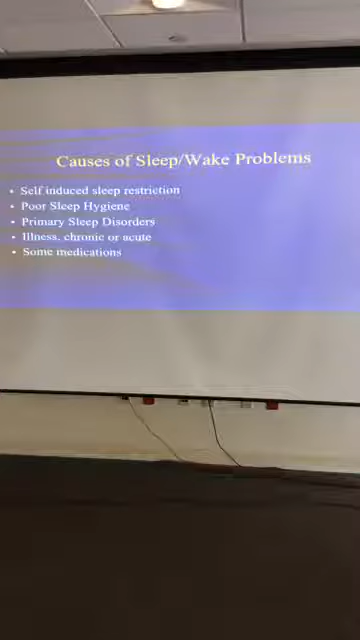 Causes of Sleep/Wake Problems
• Self induced sleep restriction
• Poor Sleep Hygiene
• Primary Sleep Disorders
• Illness, chronic or acute
• Some medications